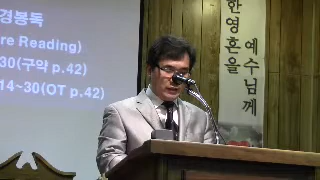 경봉독
re Reading)
30(구약 p.42)
14~30(OT p.42)
한 영혼을
예수님께